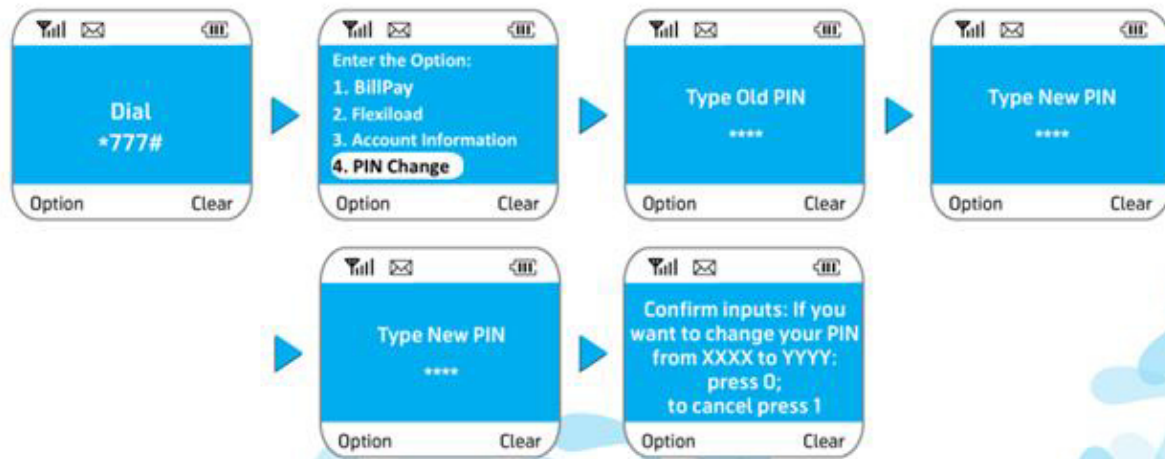 Dial
*777#
Option Clear
Enter the Option:
1. BillPay
2. Flexiload
3. Account Information
4. PIN Change
Option Clear
Type Old PIN
****
Option Clear
Type New PIN
****
Option Clear
Type New PIN
****
Option Clear
Confirm inputs: If you
want to change your PIN
from XXXX to YYYY:
press 0;
to cancel press 1
Option Clear